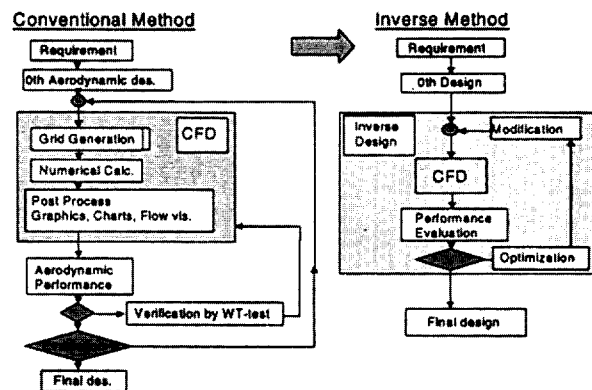 Conventional Method
Requirement
0th Aerodynamic des.
Grid Generation
CFD
Numerical Calc.
Post Process
Graphics, Charts, Flow vis.
Aerodynamic
Performance
Verification by WT-test
Final des.
Inverse Method
Requirement
0th Design
Inverse
Design
Modification
CFD
Performance
Evaluation
Optimization
Final design